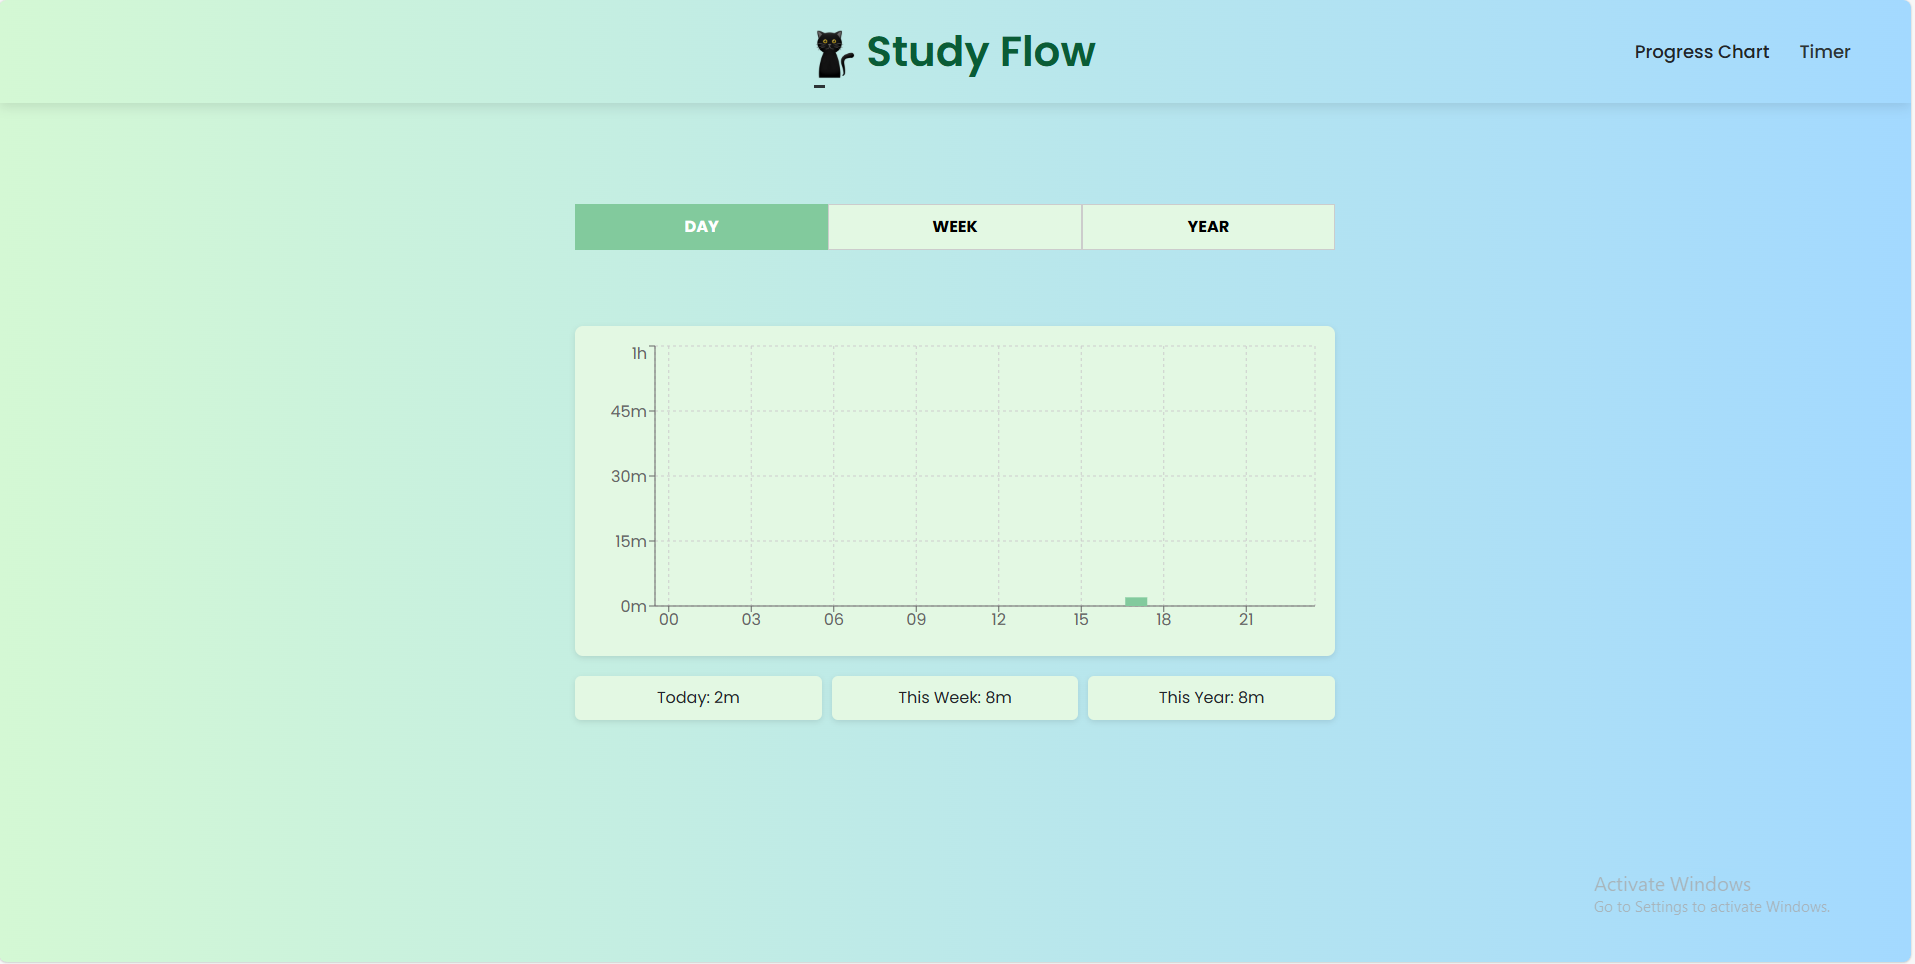 Study Flow
Progress Chart
Timer
DAY
WEEK
YEAR
1h
45m
30m
15m
0m
00 03 06 09 12 15 18 21
Today: 2m
This Week: 8m
This Year: 8m
Activate Windows
Go to Settings to activate Windows.